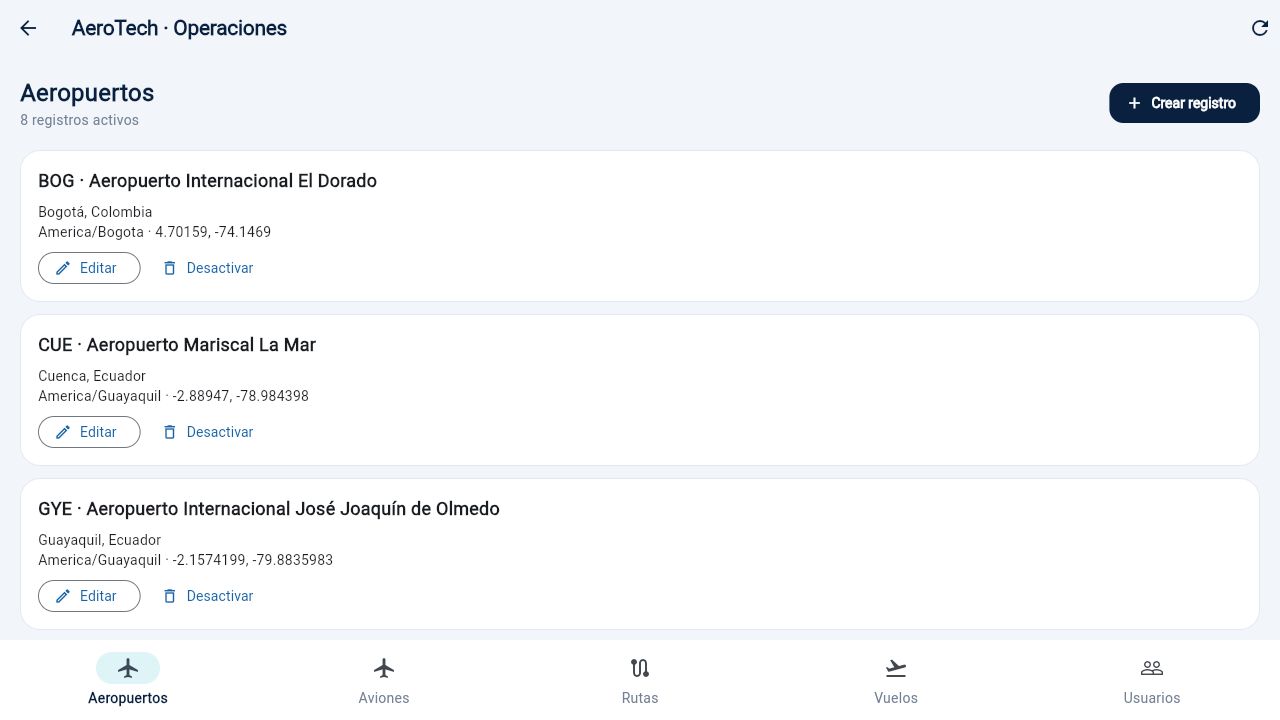 AeroTech · Operaciones
Aeropuertos
8 registros activos
Crear registro
BOG · Aeropuerto Internacional El Dorado
Bogotá, Colombia
America/Bogota · 4.70159, -74.1469
Editar
Desactivar
CUE · Aeropuerto Mariscal La Mar
Cuenca, Ecuador
America/Guayaquil · -2.88947, -78.984398
Editar
Desactivar
GYE · Aeropuerto Internacional José Joaquín de Olmedo
Guayaquil, Ecuador
America/Guayaquil · -2.1574199, -79.8835983
Editar
Desactivar
Aeropuertos
Aviones
Rutas
Vuelos
Usuarios